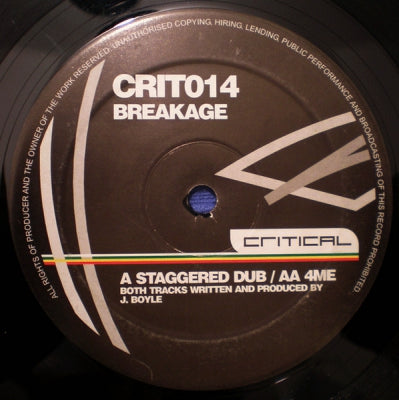 ALL RIGHTS OF PRODUCER AND THE OWNER OF THE WORK RESERVED. UNAUTHORISED COPYING, HIRING, LENDING, PUBLIC PERFORMANCE AND BROADCASTING OF THIS RECORD PROHIBITED
CRIT014
BREAKAGE
CRITICAL
A STAGGERED DUB / AA 4ME
BOTH TRACKS WRITTEN AND PRODUCED BY
J. BOYLE